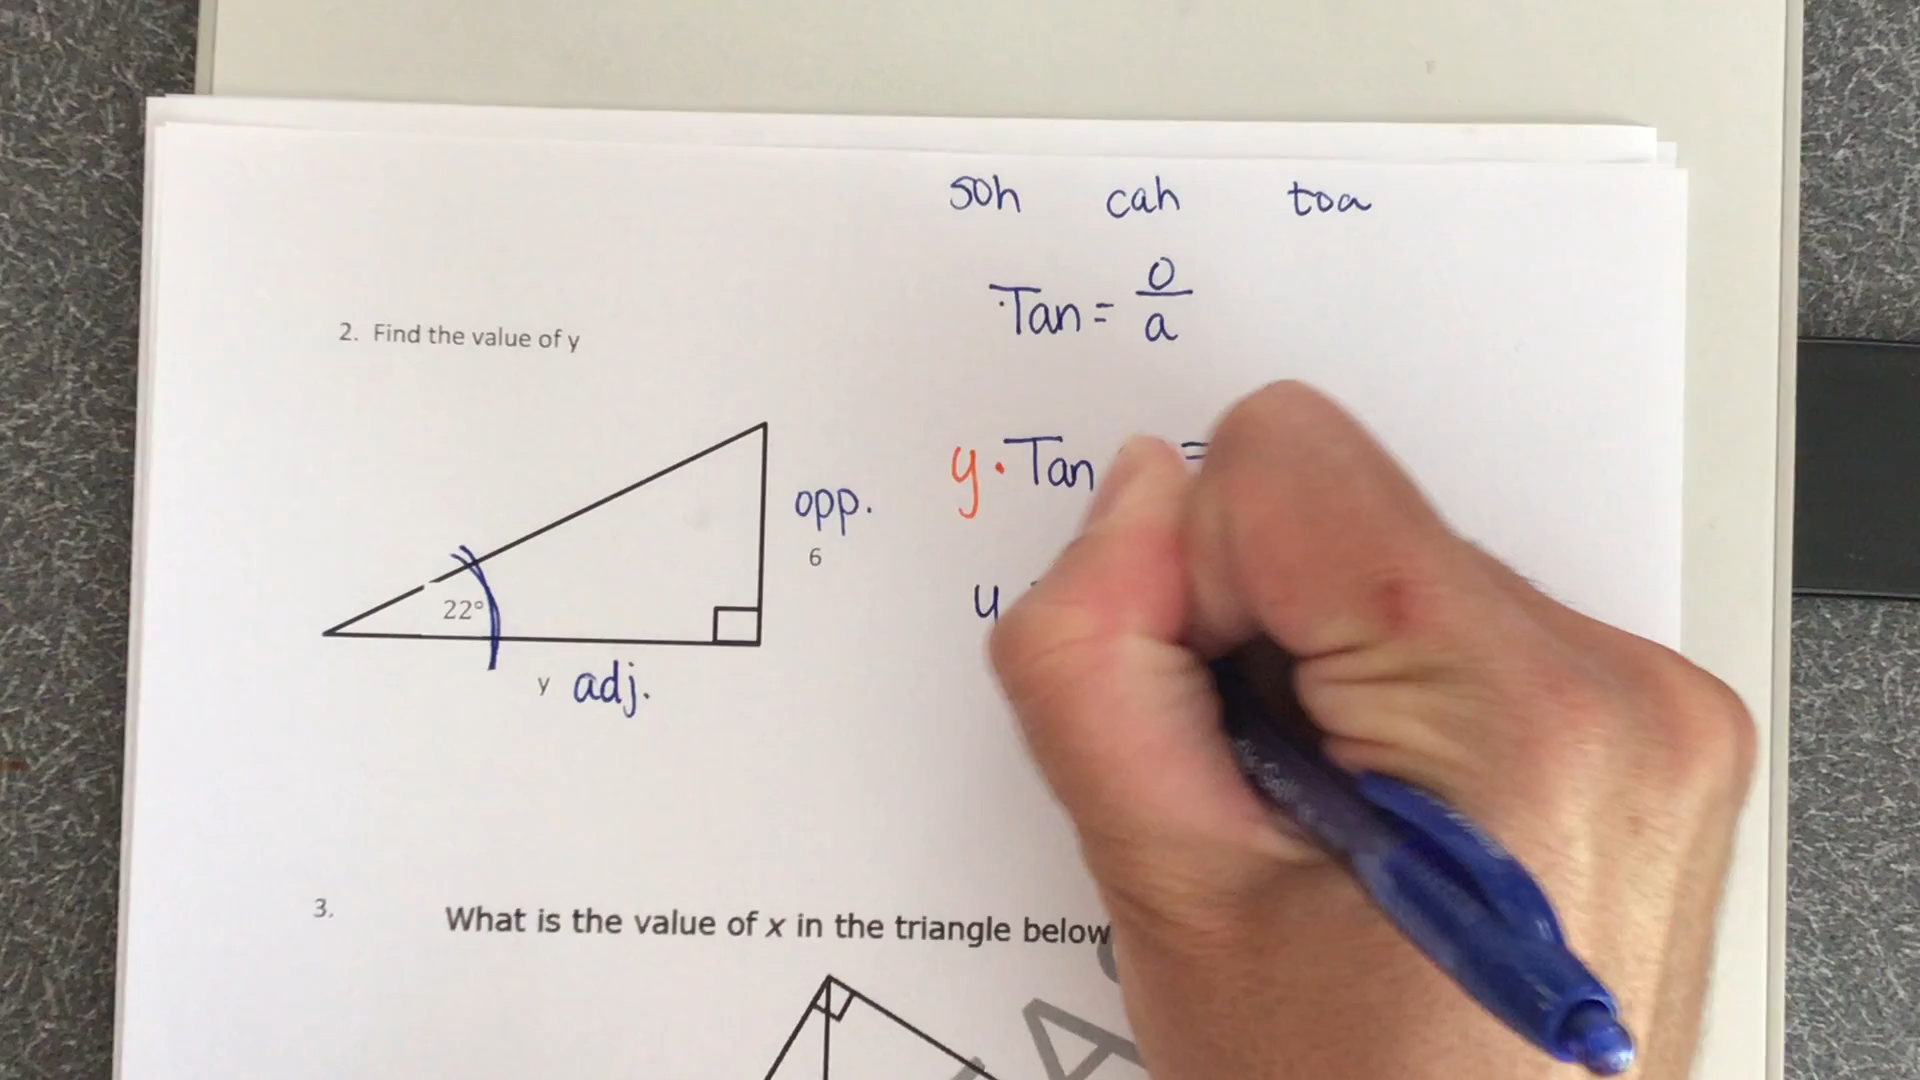 soh cah toa
Tan = o/a
2. Find the value of y
y · Tan =
opp.
6
22°
y
y adj.
3. What is the value of x in the triangle below